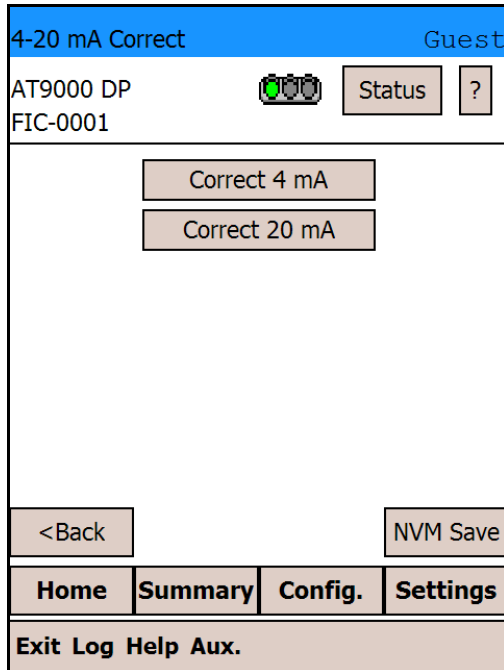 4-20 mA Correct Guest
AT9000 DP
Status ?
FIC-0001
Correct 4 mA
Correct 20 mA
<Back NVM Save
Home Summary Config. Settings
Exit Log Help Aux.